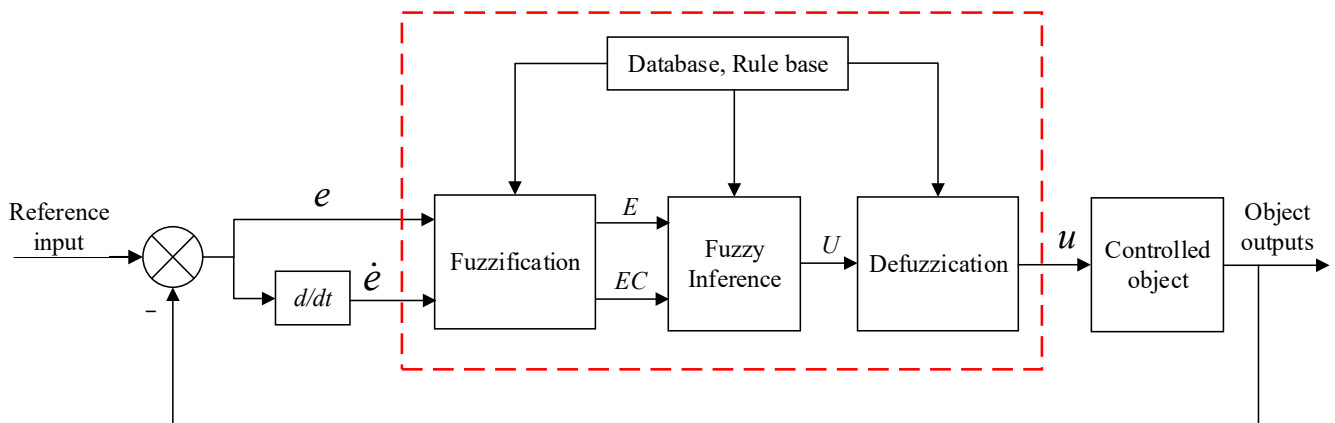 Database, Rule base
Reference
input
e
d/dt
ė
−
Fuzzification
E
EC
Fuzzy
Inference
U
Defuzzication
u
Controlled
object
Object
outputs